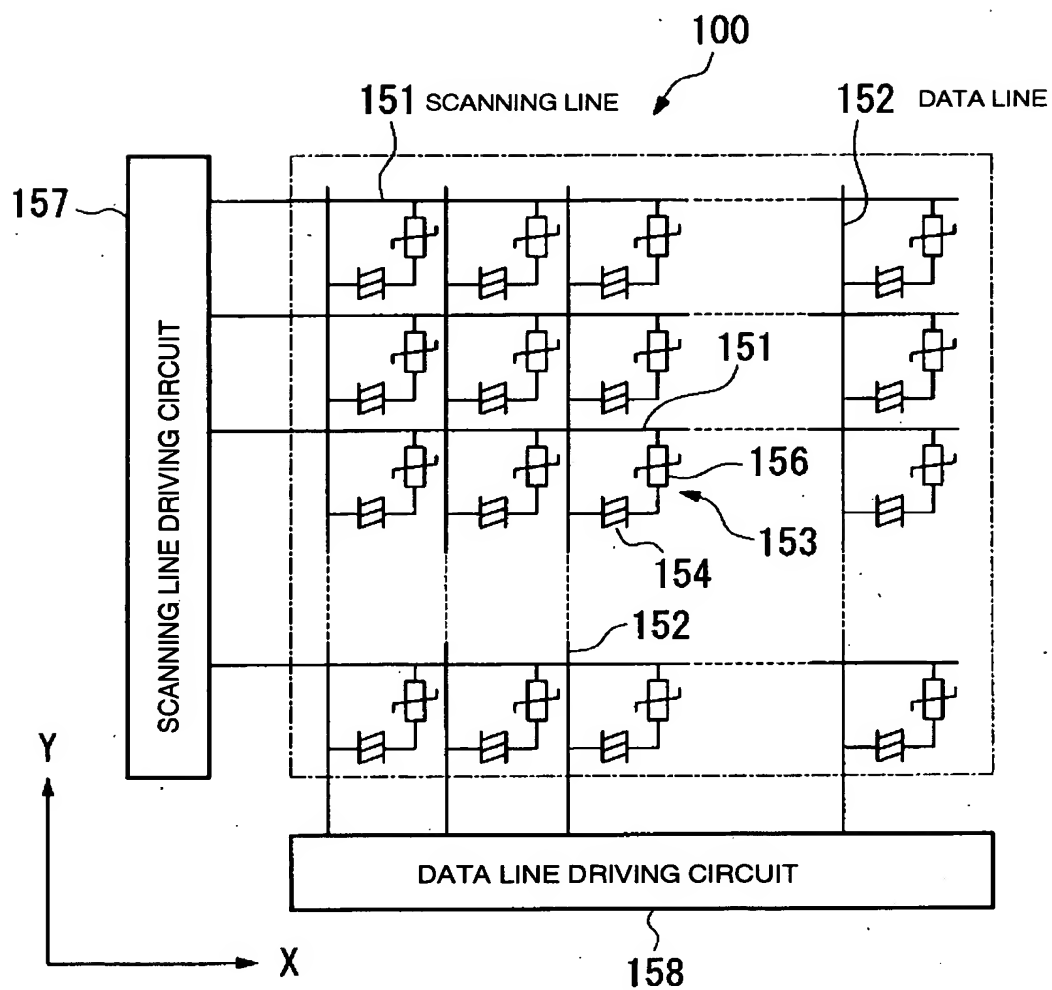 100
151 SCANNING LINE
152 DATA LINE
157
SCANNING LINE DRIVING CIRCUIT
151
156
153
154
152
Y
DATA LINE DRIVING CIRCUIT
X
158